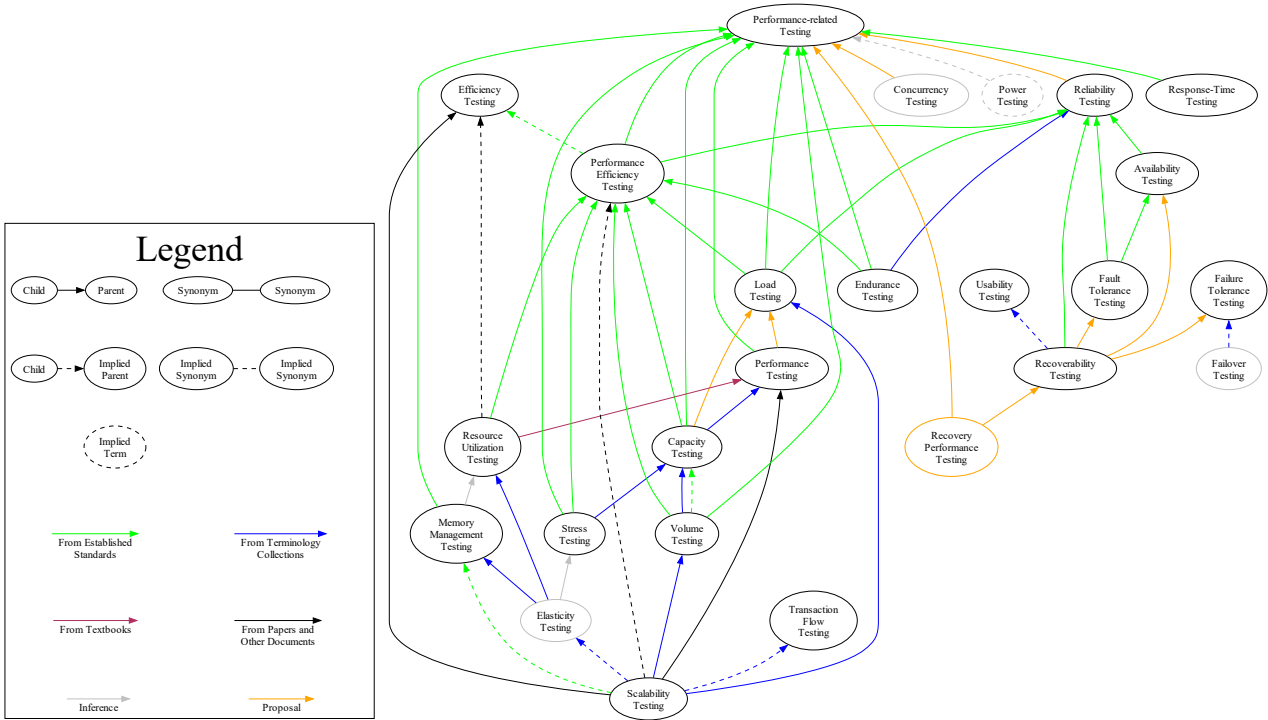 Performance-related
Testing
Efficiency
Testing
Concurrency
Testing
Power
Testing
Reliability
Testing
Response-Time
Testing
Performance
Efficiency
Testing
Availability
Testing
Legend
Child
Parent
Synonym
Synonym
Load
Testing
Endurance
Testing
Usability
Testing
Fault
Tolerance
Testing
Failure
Tolerance
Testing
Child
Implied
Parent
Implied
Synonym
Implied
Synonym
Performance
Testing
Recoverability
Testing
Failover
Testing
Implied
Term
Resource
Utilization
Testing
Capacity
Testing
Recovery
Performance
Testing
From Established
Standards
From Terminology
Collections
Memory
Management
Testing
Stress
Testing
Volume
Testing
From Textbooks
From Papers and
Other Documents
Elasticity
Testing
Transaction
Flow
Testing
Inference
Proposal
Scalability
Testing